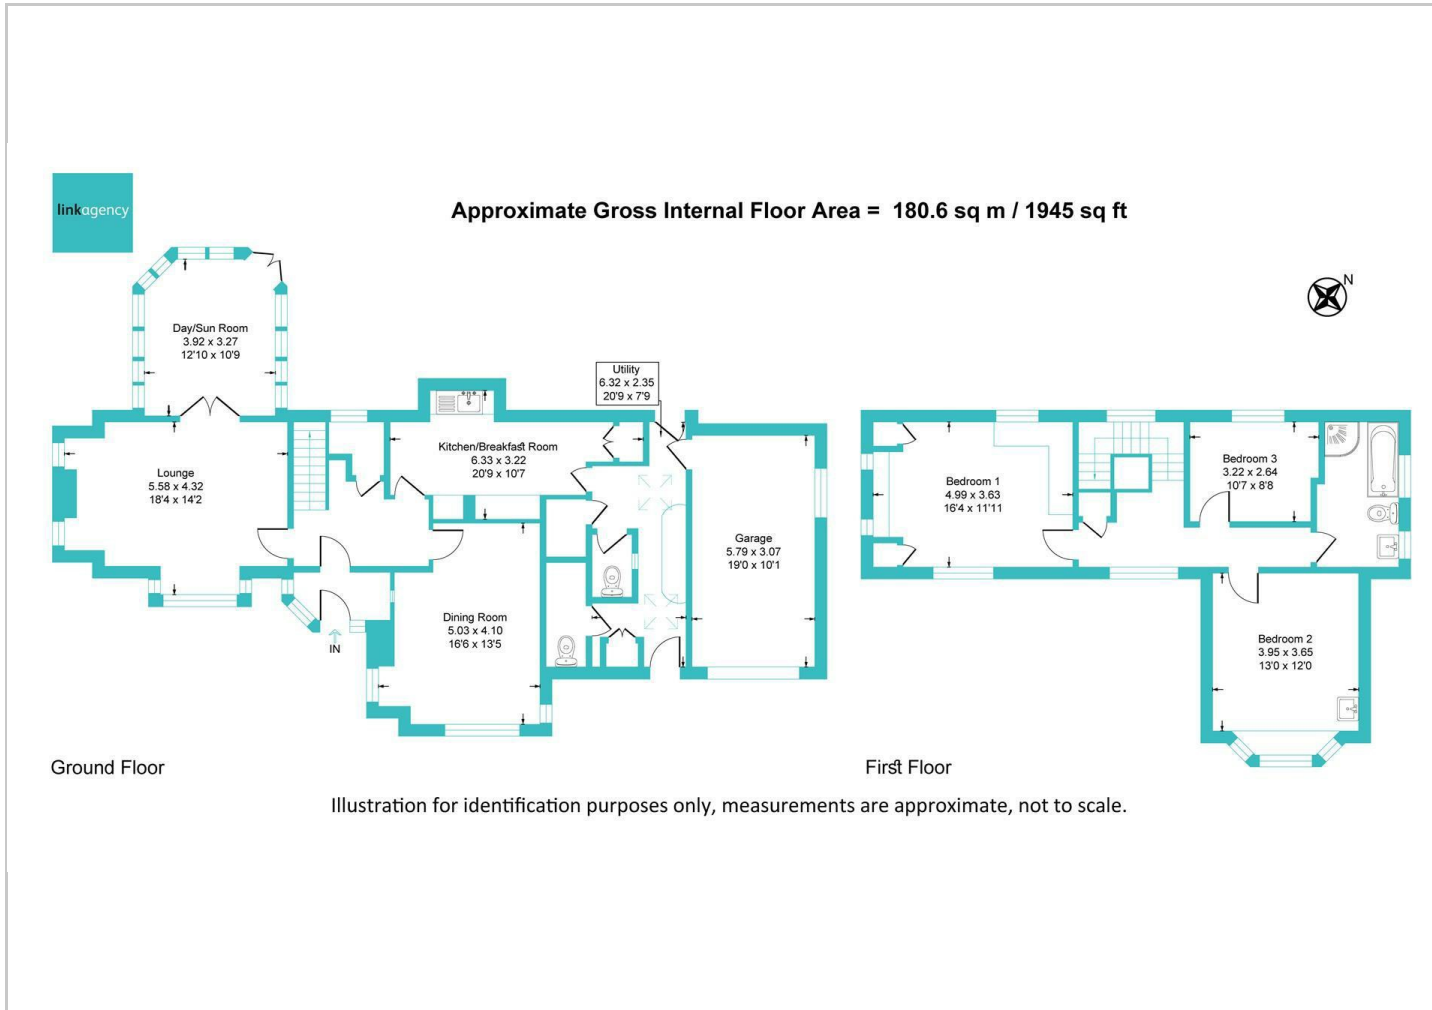 linkagency
Approximate Gross Internal Floor Area = 180.6 sq m / 1945 sq ft
N
Day/Sun Room
3.92 x 3.27
12'10 x 10'9
Utility
6.32 x 2.35
20'9 x 7'9
Kitchen/Breakfast Room
6.33 x 3.22
20'9 x 10'7
Lounge
5.58 x 4.32
18'4 x 14'2
Garage
5.79 x 3.07
19'0 x 10'1
Dining Room
5.03 x 4.10
16'6 x 13'5
IN
Bedroom 1
4.99 x 3.63
16'4 x 11'11
Bedroom 3
3.22 x 2.64
10'7 x 8'8
Bedroom 2
3.95 x 3.65
13'0 x 12'0
Ground Floor
First Floor
Illustration for identification purposes only, measurements are approximate, not to scale.